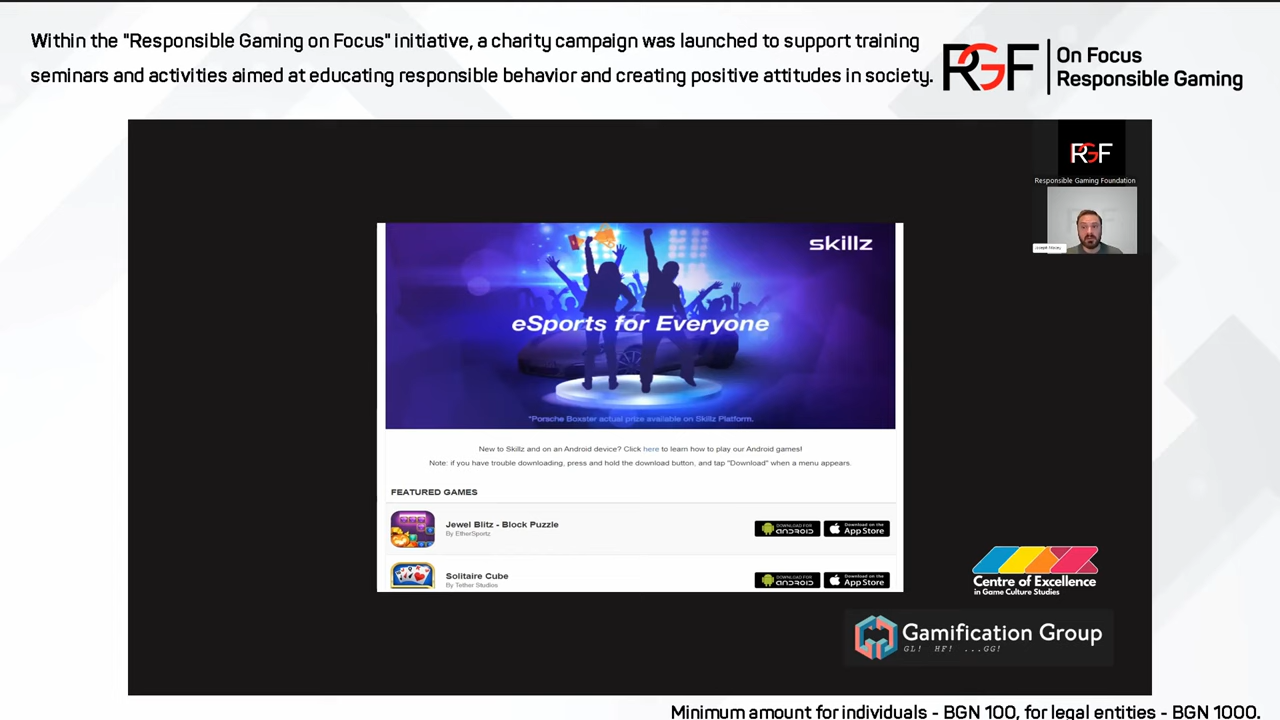 Within the "Responsible Gaming on Focus" initiative, a charity campaign was launched to support training
seminars and activities aimed at educating responsible behavior and creating positive attitudes in society.
RGF
On Focus
Responsible Gaming
RGF
Responsible Gaming Foundation
skillz
eSports for Everyone
*Porsche Boxster actual prize available on Skillz Platform.
New to Skillz and on an Android device? Click here to learn how to play our Android games!
Note: if you have trouble downloading, press and hold the download button, and tap "Download" when a menu appears.
FEATURED GAMES
Jewel Blitz - Block Puzzle
By EtherSportz
DOWNLOAD FOR
ANDROID
Download on the
App Store
Solitaire Cube
By Tether Studios
DOWNLOAD FOR
ANDROID
Download on the
App Store
Centre of Excellence
in Game Culture Studies
Gamification Group
GL! HF! ...GG!
Minimum amount for individuals - BGN 100, for legal entities - BGN 1000.